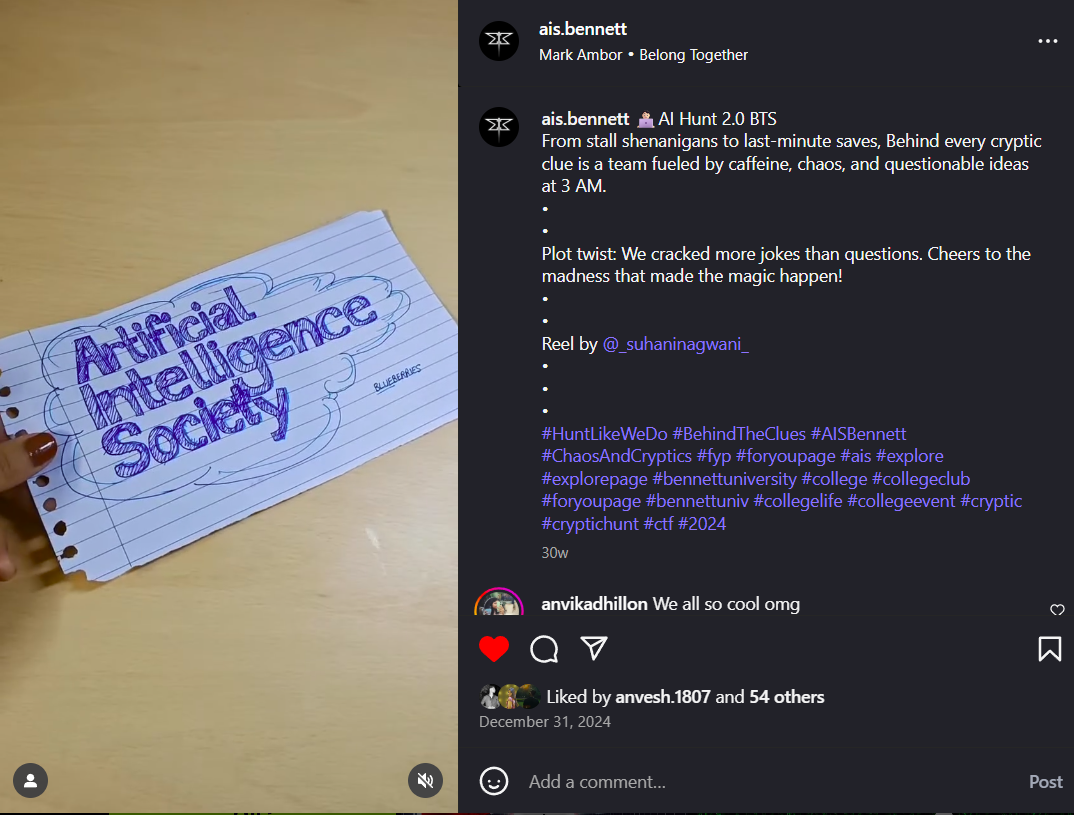 Artificial
Intelligence
Society
BLUEBERRIES
ais.bennett
Mark Ambor • Belong Together
ais.bennett 👩🏻‍💻 AI Hunt 2.0 BTS
From stall shenanigans to last-minute saves, Behind every cryptic
clue is a team fueled by caffeine, chaos, and questionable ideas
at 3 AM.
•
•
Plot twist: We cracked more jokes than questions. Cheers to the
madness that made the magic happen!
•
•
Reel by @_suhaninagwani_
•
•
•
#HuntLikeWeDo #BehindTheClues #AISBennett
#ChaosAndCryptics #fyp #foryoupage #ais #explore
#explorepage #bennettuniversity #college #collegeclub
#foryoupage #bennettuniv #collegelife #collegeevent #cryptic
#cryptichunt #ctf #2024
30w
anvikadhillon We all so cool omg
Liked by anvesh.1807 and 54 others
December 31, 2024
Add a comment...
Post